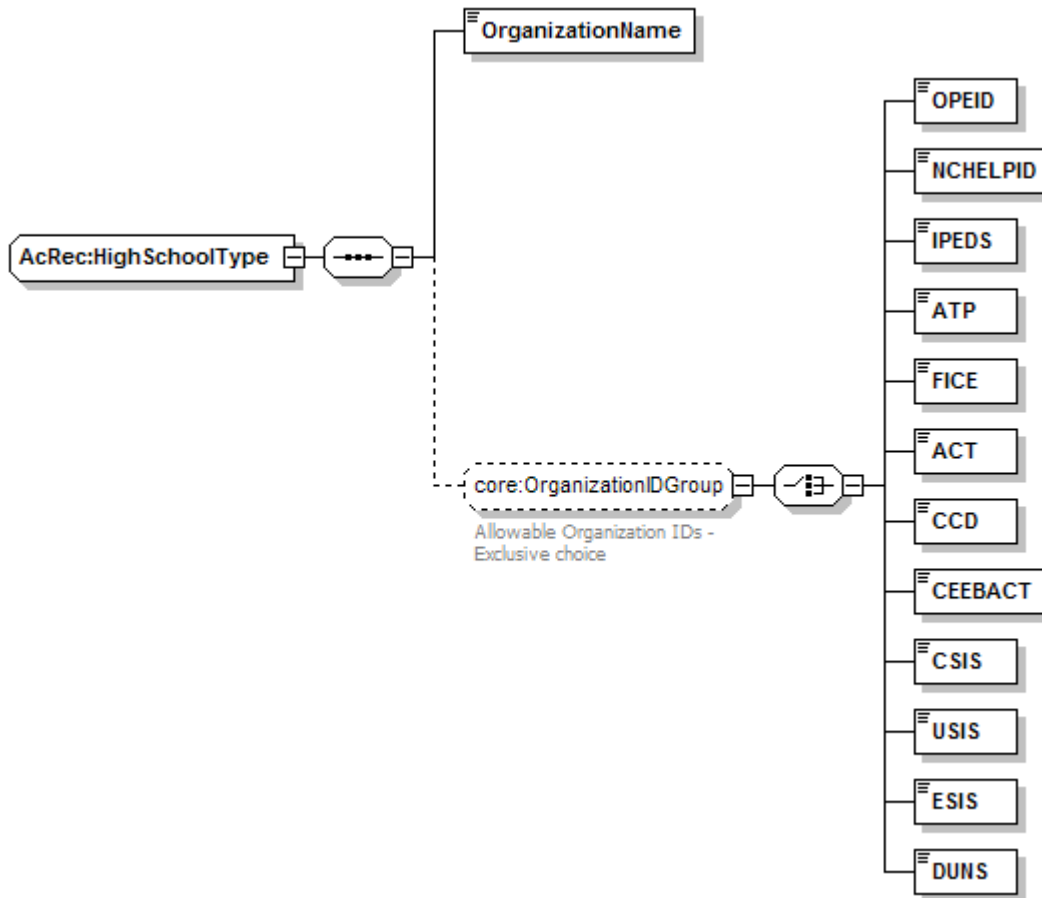 OrganizationName
OPEID
NCHELPID
IPEDS
AcRec:HighSchoolType
ATP
FICE
ACT
core:OrganizationIDGroup
Allowable Organization IDs -
Exclusive choice
CCD
CEEBACT
CSIS
USIS
ESIS
DUNS